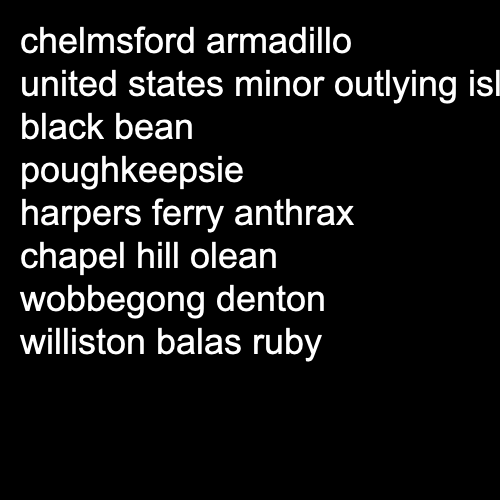 chelmsford armadillo
united states minor outlying
black bean
poughkeepsie
harpers ferry anthrax
chapel hill olean
wobbegong denton
williston balas ruby